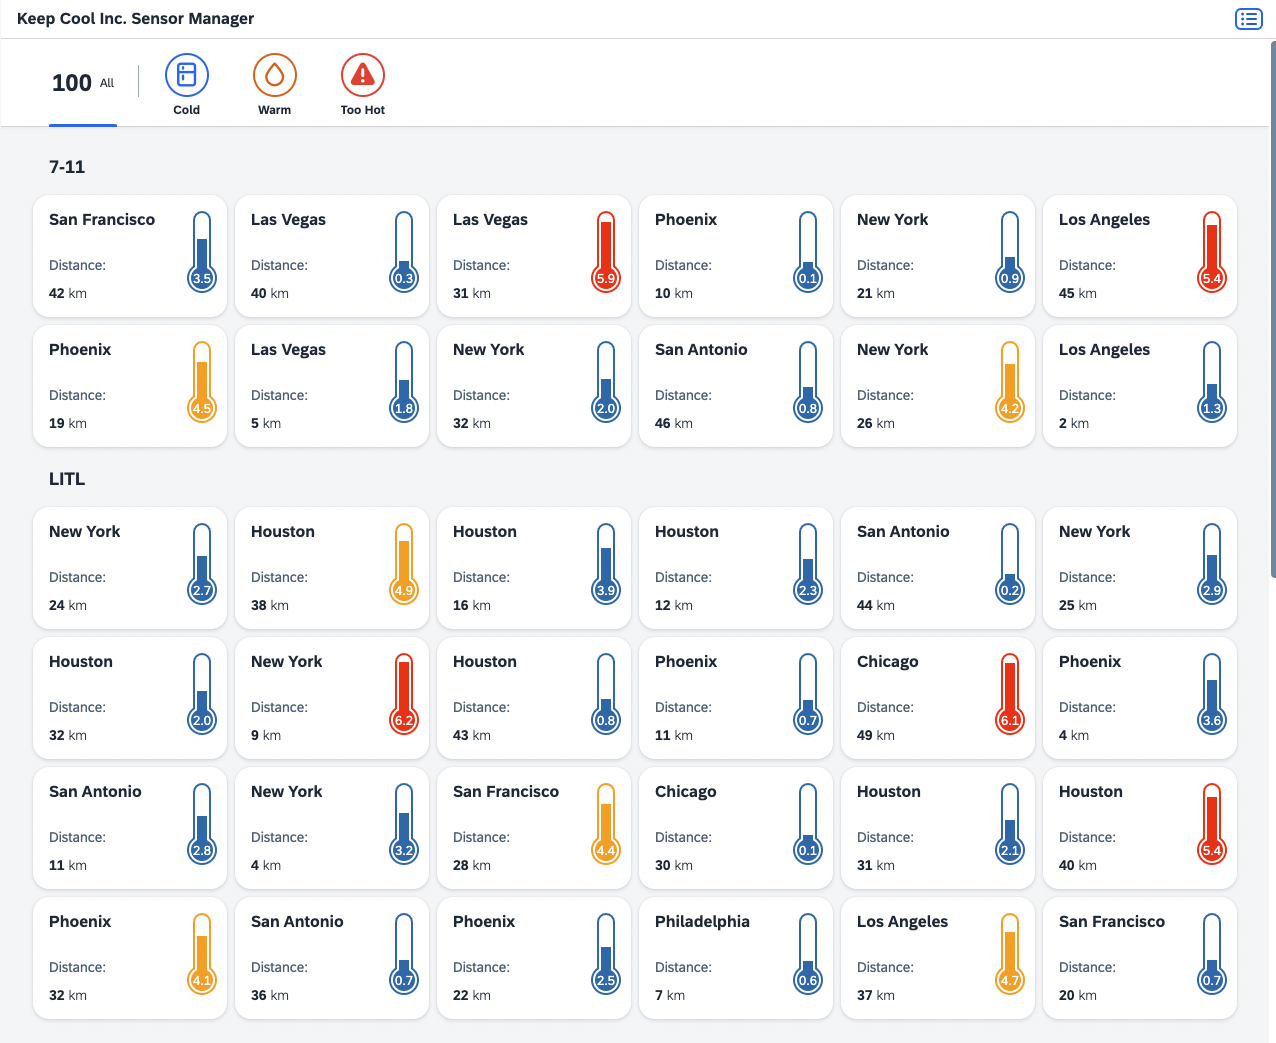 Keep Cool Inc. Sensor Manager
100 All
Cold
Warm
Too Hot
7-11
San Francisco
Distance:
42 km
3.5
Las Vegas
Distance:
40 km
0.3
Las Vegas
Distance:
31 km
5.9
Phoenix
Distance:
10 km
0.1
New York
Distance:
21 km
0.9
Los Angeles
Distance:
45 km
5.4
Phoenix
Distance:
19 km
4.5
Las Vegas
Distance:
5 km
1.8
New York
Distance:
32 km
2.0
San Antonio
Distance:
46 km
0.8
New York
Distance:
26 km
4.2
Los Angeles
Distance:
2 km
1.3
LITL
New York
Distance:
24 km
2.7
Houston
Distance:
38 km
4.9
Houston
Distance:
16 km
3.9
Houston
Distance:
12 km
2.3
San Antonio
Distance:
44 km
0.2
New York
Distance:
25 km
2.9
Houston
Distance:
32 km
2.0
New York
Distance:
9 km
6.2
Houston
Distance:
43 km
0.8
Phoenix
Distance:
11 km
0.7
Chicago
Distance:
49 km
6.1
Phoenix
Distance:
4 km
3.6
San Antonio
Distance:
11 km
2.8
New York
Distance:
4 km
3.2
San Francisco
Distance:
28 km
4.4
Chicago
Distance:
30 km
0.1
Houston
Distance:
31 km
2.1
Houston
Distance:
40 km
5.4
Phoenix
Distance:
32 km
4.1
San Antonio
Distance:
36 km
0.7
Phoenix
Distance:
22 km
2.5
Philadelphia
Distance:
7 km
0.6
Los Angeles
Distance:
37 km
4.7
San Francisco
Distance:
20 km
0.7